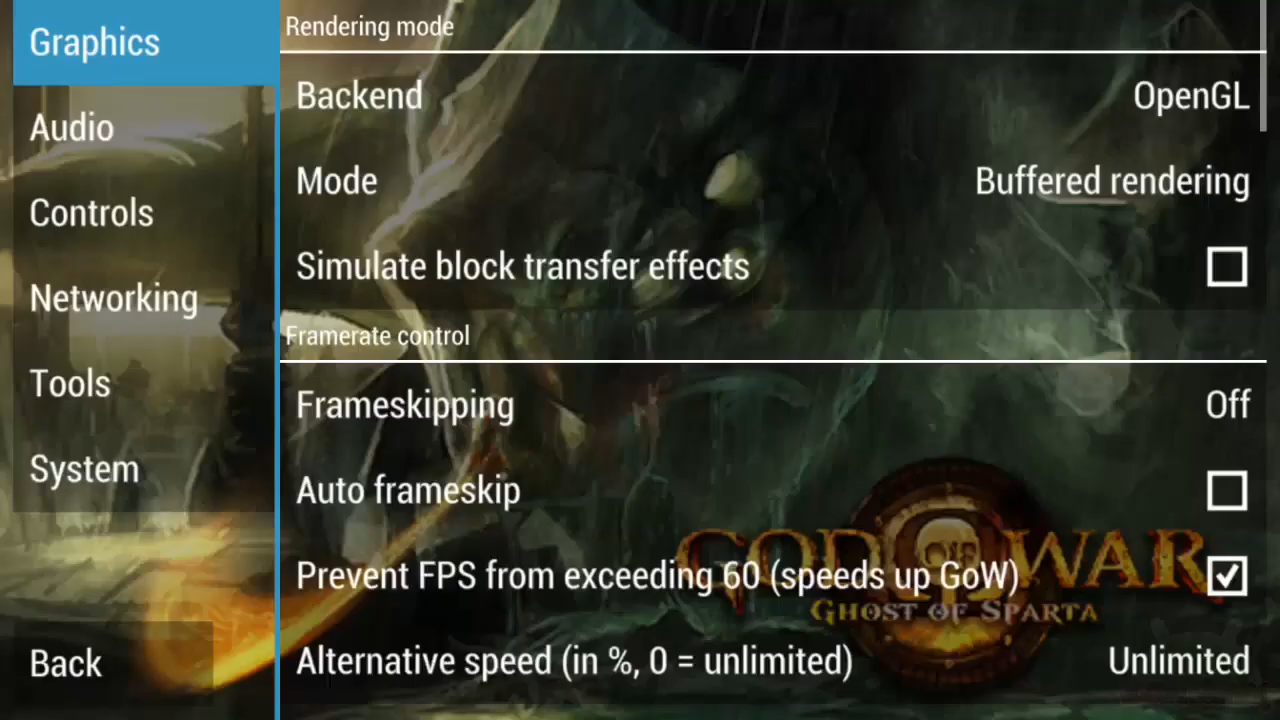 Graphics
Audio
Controls
Networking
Tools
System
Back
Rendering mode
Backend OpenGL
Mode Buffered rendering
Simulate block transfer effects
Framerate control
Frameskipping Off
Auto frameskip
Prevent FPS from exceeding 60 (speeds up GoW)
Alternative speed (in %, 0 = unlimited) Unlimited
GOD OF WAR
GHOST OF SPARTA